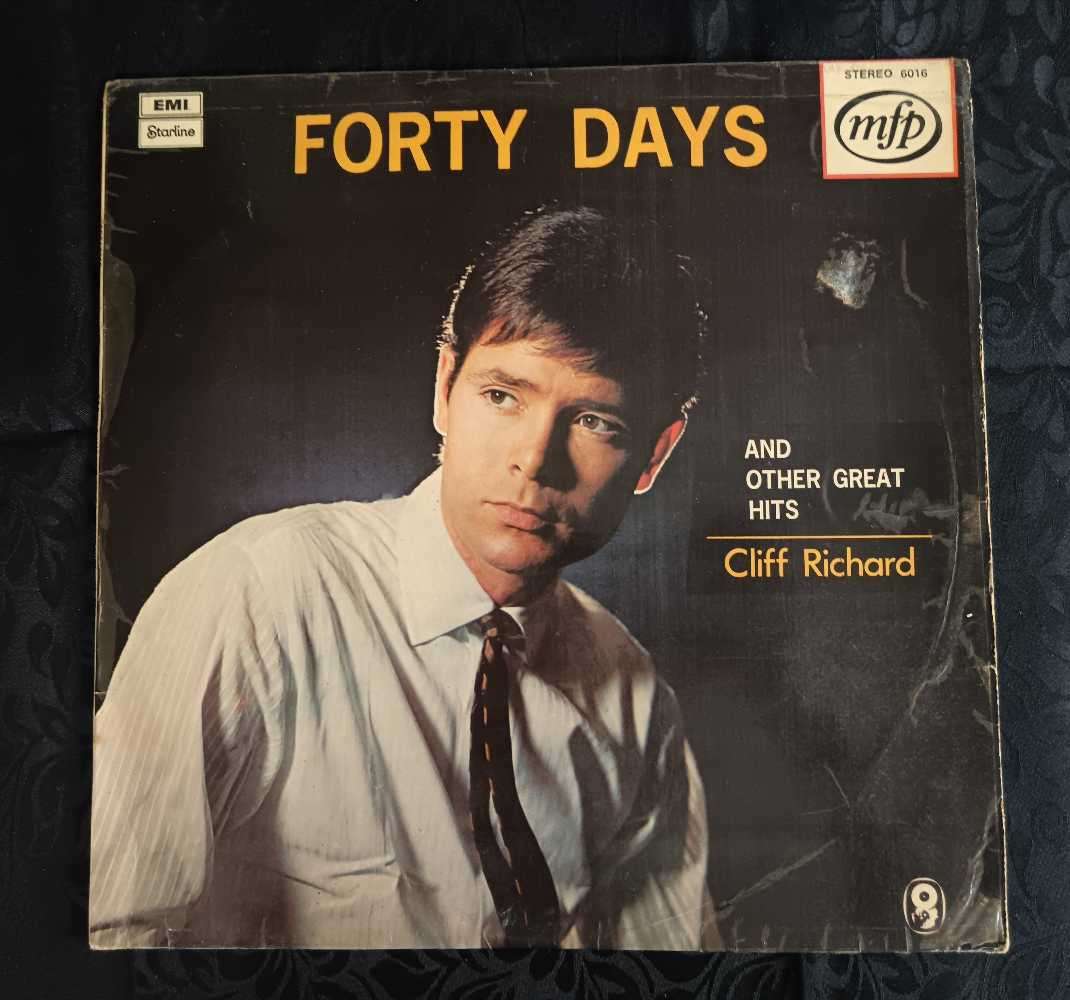 EMI
Starline
FORTY DAYS
STEREO 6016
mfp
AND
OTHER GREAT
HITS
Cliff Richard